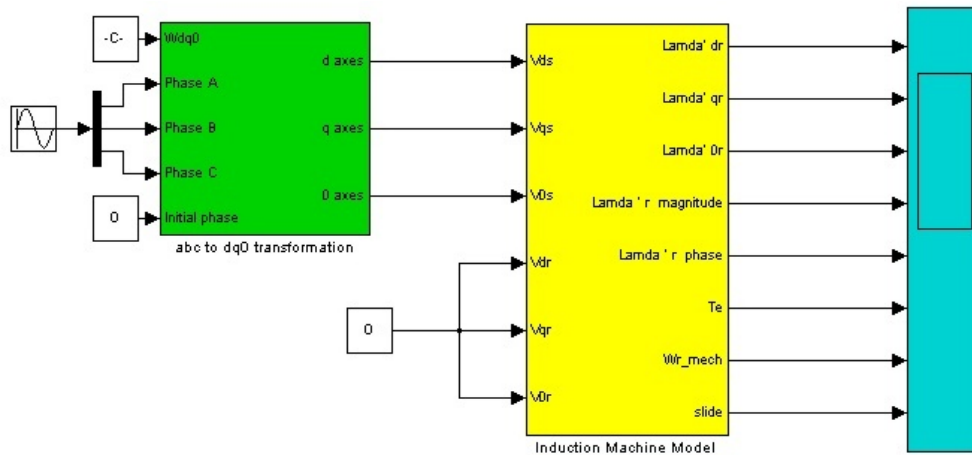 -C-
Wdq0
Phase A
Phase B
Phase C
0
Initial phase
d axes
q axes
0 axes
abc to dq0 transformation
0
Vds
Vqs
V0s
Vdr
Vqr
V0r
Lamda' dr
Lamda' qr
Lamda' 0r
Lamda ' r magnitude
Lamda ' r phase
Te
Wr_mech
slide
Induction Machine Model